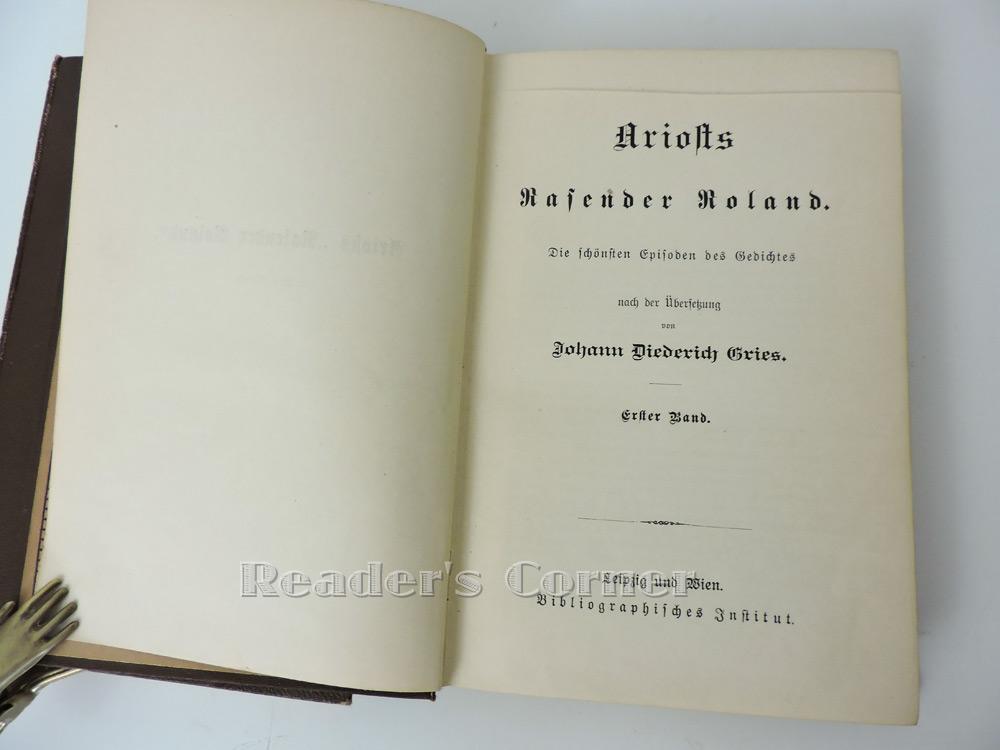 Ariosts
Rasender Roland.
Die schönsten Episoden des Gedichtes
nach der Übersetzung
von
Johann Diederich Gries.
Erster Band.
Leipzig und Wien.
Bibliographisches Institut.
Reader's Corner